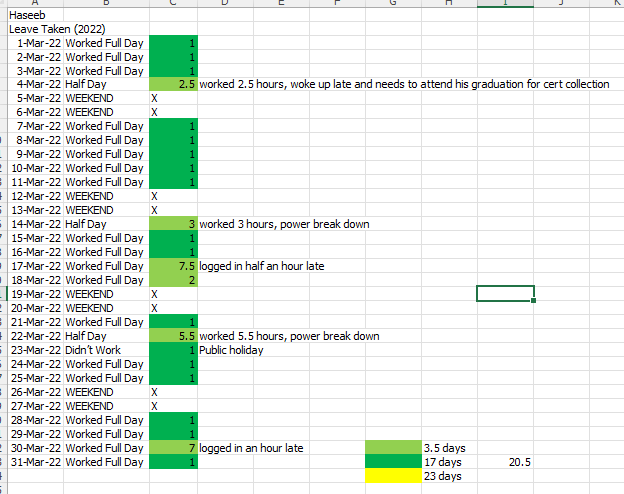 A B C D E F G H I J K
Haseeb
Leave Taken (2022)
1-Mar-22 Worked Full Day 1
2-Mar-22 Worked Full Day 1
3-Mar-22 Worked Full Day 1
4-Mar-22 Half Day 2.5 worked 2.5 hours, woke up late and needs to attend his graduation for cert collection
5-Mar-22 WEEKEND X
6-Mar-22 WEEKEND X
7-Mar-22 Worked Full Day 1
8-Mar-22 Worked Full Day 1
9-Mar-22 Worked Full Day 1
10-Mar-22 Worked Full Day 1
11-Mar-22 Worked Full Day 1
12-Mar-22 WEEKEND X
13-Mar-22 WEEKEND X
14-Mar-22 Half Day 3 worked 3 hours, power break down
15-Mar-22 Worked Full Day 1
16-Mar-22 Worked Full Day 1
17-Mar-22 Worked Full Day 7.5 logged in half an hour late
18-Mar-22 Worked Full Day 2
19-Mar-22 WEEKEND X
20-Mar-22 WEEKEND X
21-Mar-22 Worked Full Day 1
22-Mar-22 Half Day 5.5 worked 5.5 hours, power break down
23-Mar-22 Didn't Work 1 Public holiday
24-Mar-22 Worked Full Day 1
25-Mar-22 Worked Full Day 1
26-Mar-22 WEEKEND X
27-Mar-22 WEEKEND X
28-Mar-22 Worked Full Day 1
29-Mar-22 Worked Full Day 1
30-Mar-22 Worked Full Day 7 logged in an hour late 3.5 days
31-Mar-22 Worked Full Day 1 17 days 20.5
23 days